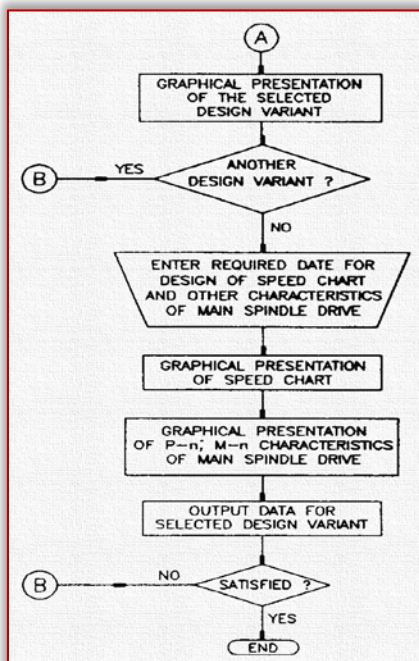 A
GRAPHICAL PRESENTATION
OF THE SELECTED
DESIGN VARIANT
B
YES
ANOTHER
DESIGN VARIANT ?
NO
ENTER REQUIRED DATE FOR
DESIGN OF SPEED CHART
AND OTHER CHARACTERISTICS
OF MAIN SPINDLE DRIVE
GRAPHICAL PRESENTATION
OF SPEED CHART
GRAPHICAL PRESENTATION
OF P-n; M-n CHARACTERISTICS
OF MAIN SPINDLE DRIVE
OUTPUT DATA FOR
SELECTED DESIGN VARIANT
B
NO
SATISFIED ?
YES
END